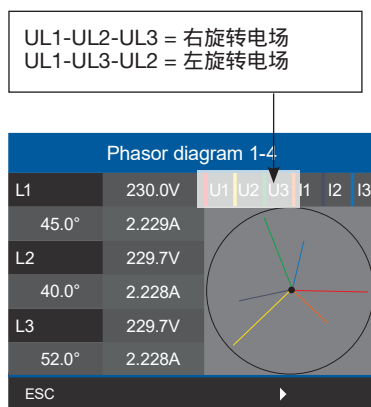 UL1-UL2-UL3 = 右旋转电场
UL1-UL3-UL2 = 左旋转电场
Phasor diagram 1-4
L1 230.0V U1 U2 U3 I1 I2 I3
45.0° 2.229A
L2 229.7V
40.0° 2.228A
L3 229.7V
52.0° 2.228A
ESC